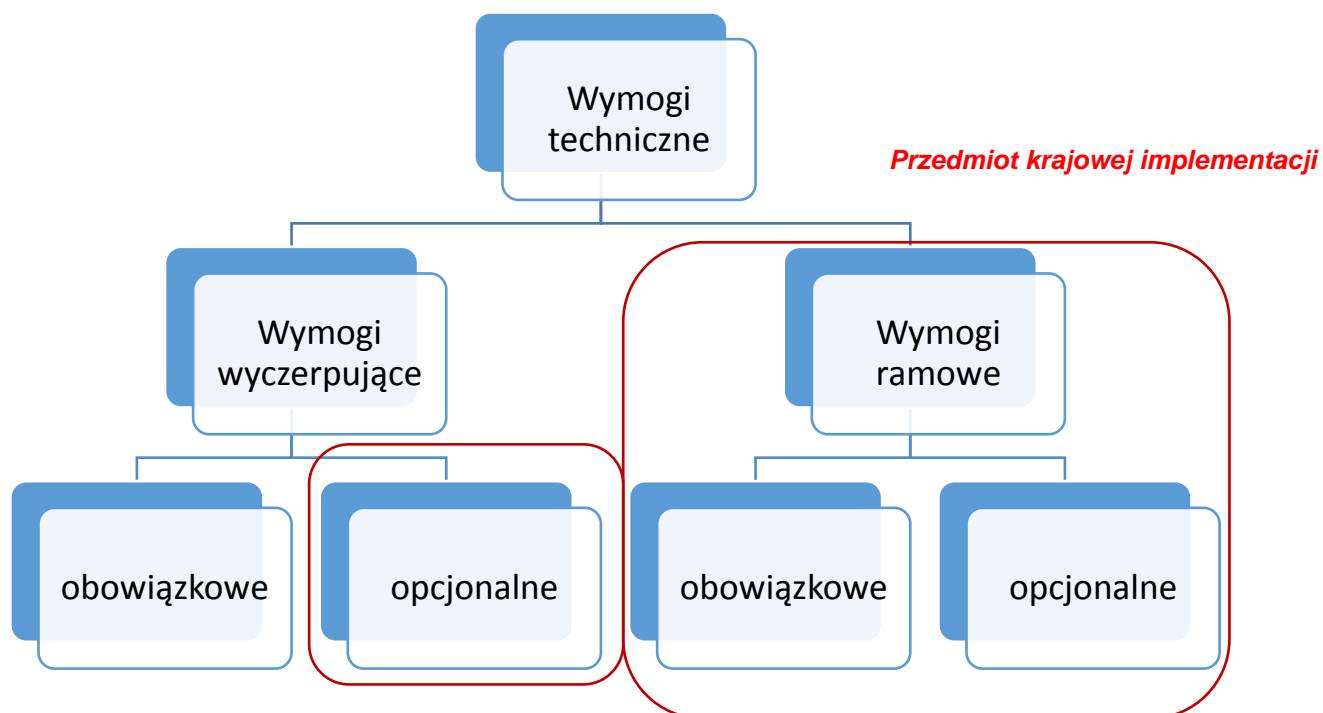 Wymogi
techniczne
Przedmiot krajowej implementacji
Wymogi
wyczerpujące
Wymogi
ramowe
obowiązkowe
opcjonalne
obowiązkowe
opcjonalne